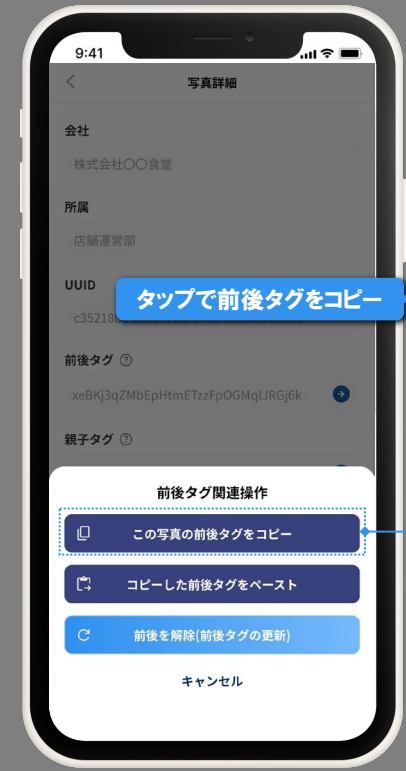 9:41
写真詳細
会社
株式会社〇〇食堂
所属
店舗運営部
UUID
タップで前後タグをコピー
前後タグ
xeBKj3qZMbEpHtmETzzFpOGMqlJRGj6k
親子タグ
前後タグ関連操作
この写真の前後タグをコピー
コピーした前後タグをペースト
前後を解除(前後タグの更新)
キャンセル